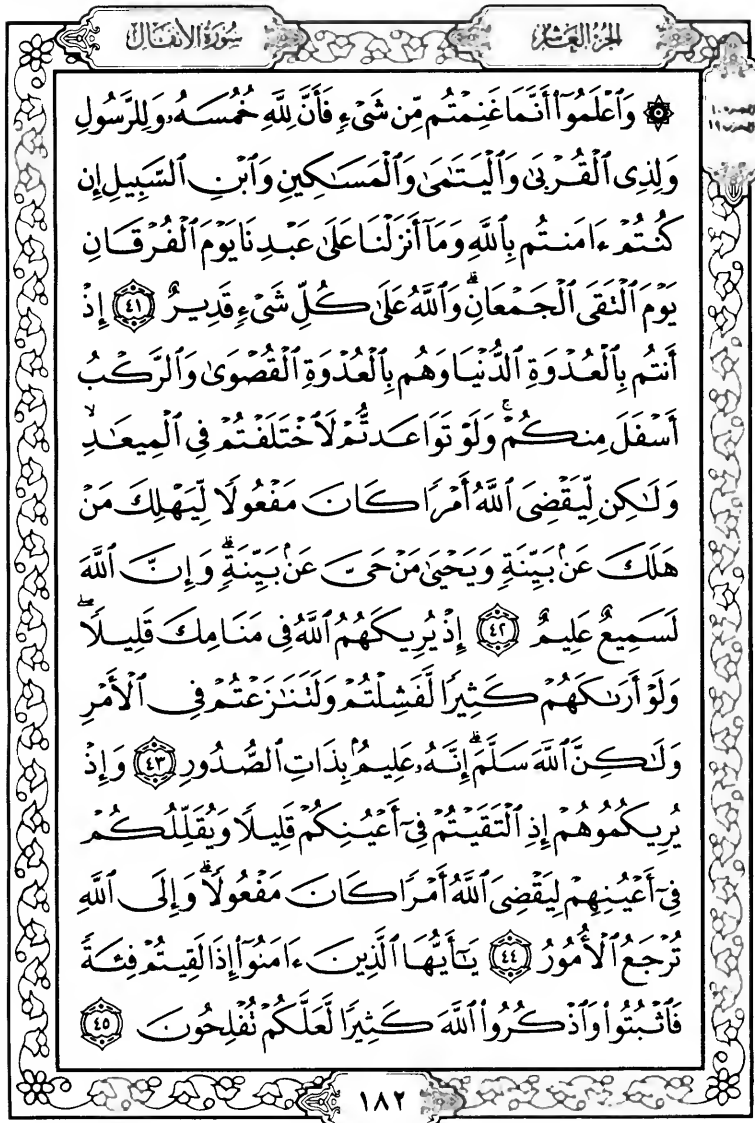 سُورَةُ الأَنفَالِ
الجُزْءُ العَاشِرُ
۞ وَٱعْلَمُوٓا۟ أَنَّمَا غَنِمْتُم مِّن شَىْءٍ فَأَنَّ لِلَّهِ خُمُسَهُۥ وَلِلرَّسُولِ
وَلِذِى ٱلْقُرْبَىٰ وَٱلْيَتَـٰمَىٰ وَٱلْمَسَـٰكِينِ وَٱبْنِ ٱلسَّبِيلِ إِن
كُنتُمْ ءَامَنتُم بِٱللَّهِ وَمَآ أَنزَلْنَا عَلَىٰ عَبْدِنَا يَوْمَ ٱلْفُرْقَانِ
يَوْمَ ٱلْتَقَى ٱلْجَمْعَانِ ۗ وَٱللَّهُ عَلَىٰ كُلِّ شَىْءٍ قَدِيرٌ ٤١ إِذْ
أَنتُم بِٱلْعُدْوَةِ ٱلدُّنْيَا وَهُم بِٱلْعُدْوَةِ ٱلْقُصْوَىٰ وَٱلرَّكْبُ
أَسْفَلَ مِنكُمْ ۚ وَلَوْ تَوَاعَدتُّمْ لَٱخْتَلَفْتُمْ فِى ٱلْمِيعَـٰدِ ۙ
وَلَـٰكِن لِّيَقْضِىَ ٱللَّهُ أَمْرًا كَانَ مَفْعُولًا لِّيَهْلِكَ مَنْ
هَلَكَ عَنۢ بَيِّنَةٍ وَيَحْيَىٰ مَنْ حَىَّ عَنۢ بَيِّنَةٍ ۗ وَإِنَّ ٱللَّهَ
لَسَمِيعٌ عَلِيمٌ ٤٢ إِذْ يُرِيكَهُمُ ٱللَّهُ فِى مَنَامِكَ قَلِيلًا ۖ
وَلَوْ أَرَىٰكَهُمْ كَثِيرًا لَّفَشِلْتُمْ وَلَتَنَـٰزَعْتُمْ فِى ٱلْأَمْرِ
وَلَـٰكِنَّ ٱللَّهَ سَلَّمَ ۗ إِنَّهُۥ عَلِيمٌۢ بِذَاتِ ٱلصُّدُورِ ٤٣ وَإِذْ
يُرِيكُمُوهُمْ إِذِ ٱلْتَقَيْتُمْ فِىٓ أَعْيُنِكُمْ قَلِيلًا وَيُقَلِّلُكُمْ
فِىٓ أَعْيُنِهِمْ لِيَقْضِىَ ٱللَّهُ أَمْرًا كَانَ مَفْعُولًا ۗ وَإِلَى ٱللَّهِ
تُرْجَعُ ٱلْأُمُورُ ٤٤ يَـٰٓأَيُّهَا ٱلَّذِينَ ءَامَنُوٓا۟ إِذَا لَقِيتُمْ فِئَةً
فَٱثْبُتُوا۟ وَٱذْكُرُوا۟ ٱللَّهَ كَثِيرًا لَّعَلَّكُمْ تُفْلِحُونَ ٤٥
١٨٢